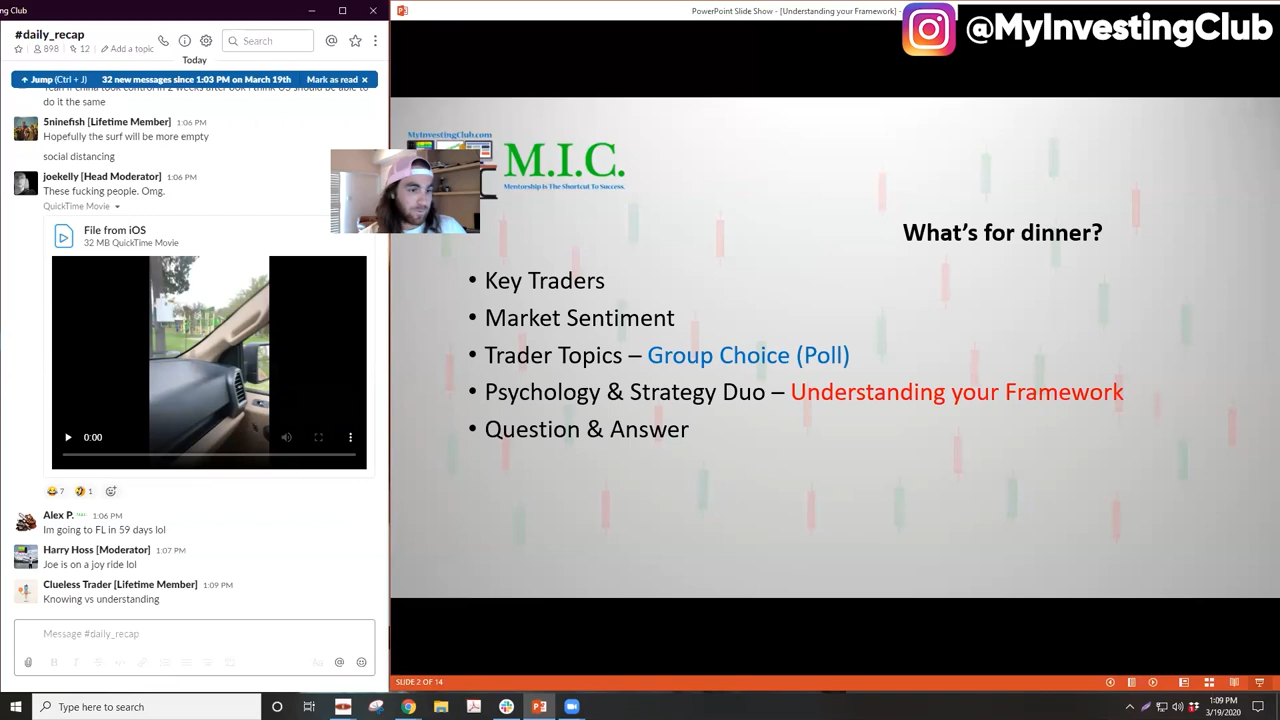 ng Club
#daily_recap
898
12
Add a topic
Search
Today
Jump (Ctrl + J)
32 new messages since 1:03 PM on March 19th
Mark as read
do it the same
5ninefish [Lifetime Member] 1:06 PM
Hopefully the surf will be more empty
social distancing
joekelly [Head Moderator] 1:06 PM
These fucking people. Omg.
QuickTime Movie
File from iOS
32 MB QuickTime Movie
0:00
7
1
Alex P. 1:06 PM
Im going to FL in 59 days lol
Harry Hoss [Moderator] 1:07 PM
Joe is on a joy ride lol
Clueless Trader [Lifetime Member] 1:09 PM
Knowing vs understanding
Message #daily_recap
PowerPoint Slide Show - [Understanding your Framework] -
@MyInvestingClub
MyInvestingClub.com
M.I.C.
Mentorship is The Shortcut To Success.
What's for dinner?
• Key Traders
• Market Sentiment
• Trader Topics – Group Choice (Poll)
• Psychology & Strategy Duo – Understanding your Framework
• Question & Answer
SLIDE 2 OF 14
Type here to search
1:09 PM
3/19/2020